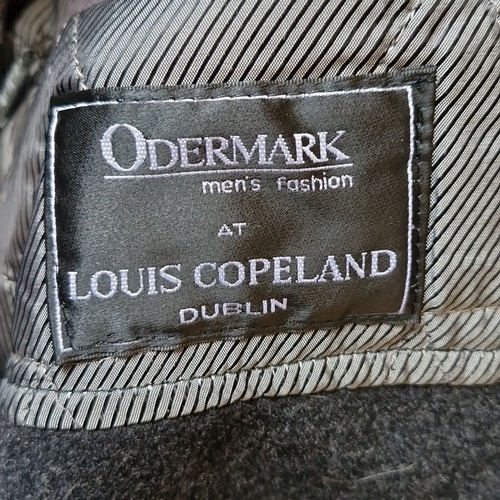 ODERMARK
men's fashion
AT
LOUIS COPELAND
DUBLIN